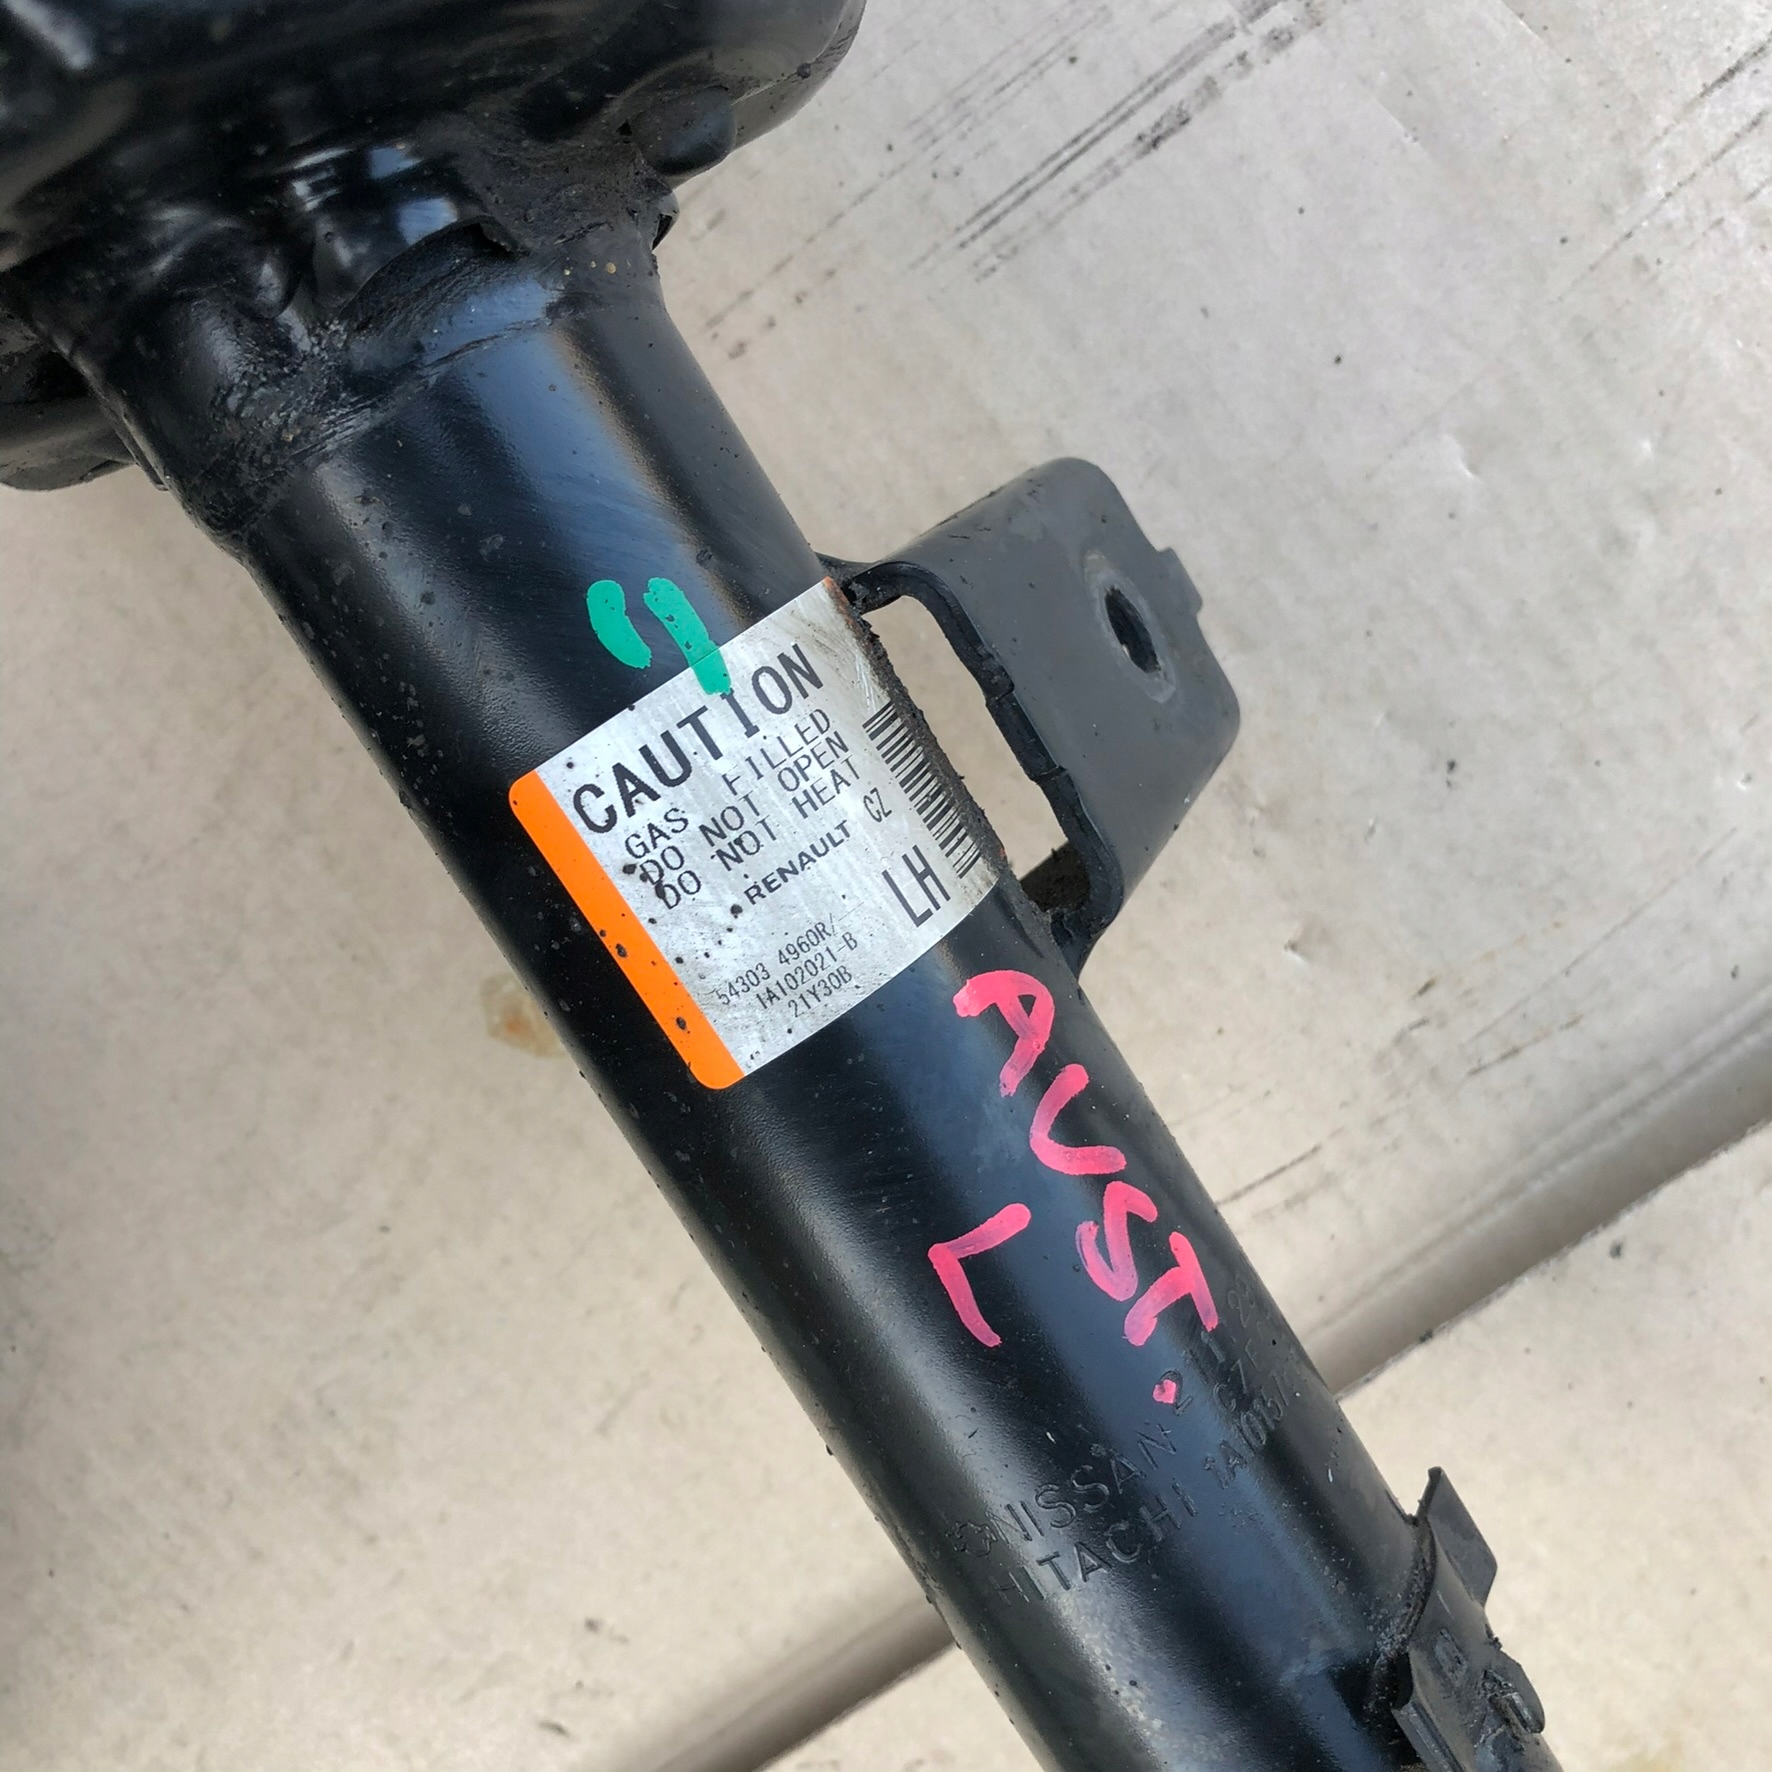 CAUTION
GAS FILLED
DO NOT OPEN
DO NOT HEAT
RENAULT CZ
LH
54303 4960R/
1A102021-B
21Y30B
AUST.
L
NISSAN
HITACHI